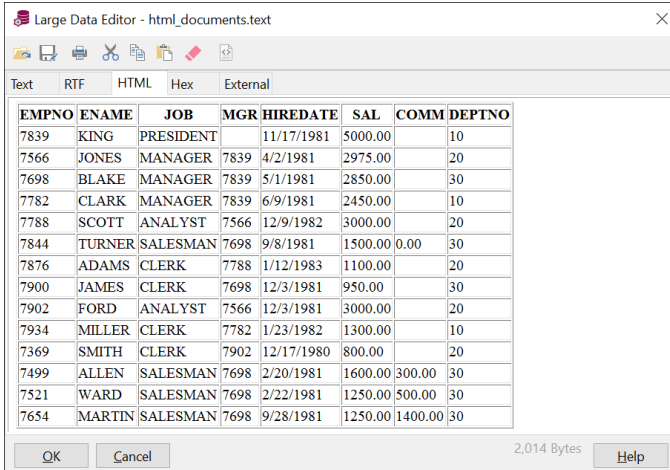 Large Data Editor - html_documents.text
Text RTF HTML Hex External
EMPNO ENAME JOB MGR HIREDATE SAL COMM DEPTNO
7839 KING PRESIDENT 11/17/1981 5000.00 10
7566 JONES MANAGER 7839 4/2/1981 2975.00 20
7698 BLAKE MANAGER 7839 5/1/1981 2850.00 30
7782 CLARK MANAGER 7839 6/9/1981 2450.00 10
7788 SCOTT ANALYST 7566 12/9/1982 3000.00 20
7844 TURNER SALESMAN 7698 9/8/1981 1500.00 0.00 30
7876 ADAMS CLERK 7788 1/12/1983 1100.00 20
7900 JAMES CLERK 7698 12/3/1981 950.00 30
7902 FORD ANALYST 7566 12/3/1981 3000.00 20
7934 MILLER CLERK 7782 1/23/1982 1300.00 10
7369 SMITH CLERK 7902 12/17/1980 800.00 20
7499 ALLEN SALESMAN 7698 2/20/1981 1600.00 300.00 30
7521 WARD SALESMAN 7698 2/22/1981 1250.00 500.00 30
7654 MARTIN SALESMAN 7698 9/28/1981 1250.00 1400.00 30
OK Cancel 2,014 Bytes Help